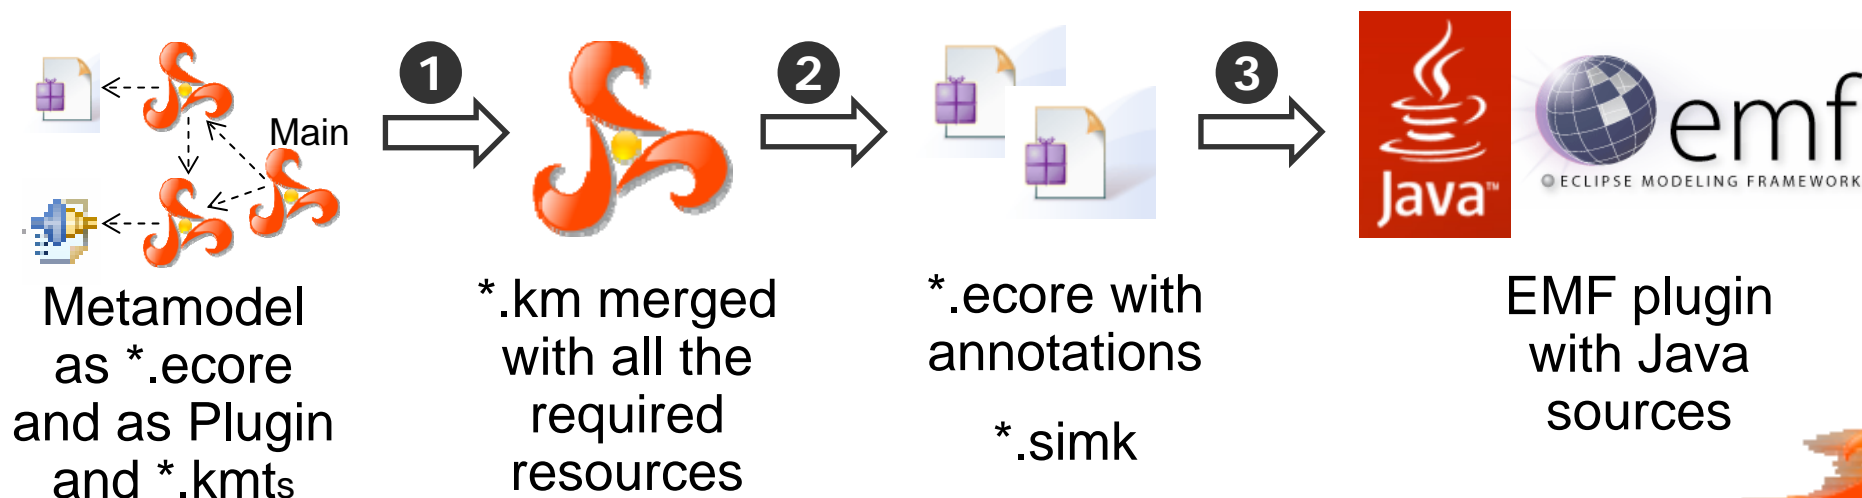 1
2
3
Main
Java™
emf
ECLIPSE MODELING FRAMEWORK
Metamodel
as *.ecore
and as Plugin
and *.kmts
*.km merged
with all the
required
resources
*.ecore with
annotations
*.simk
EMF plugin
with Java
sources